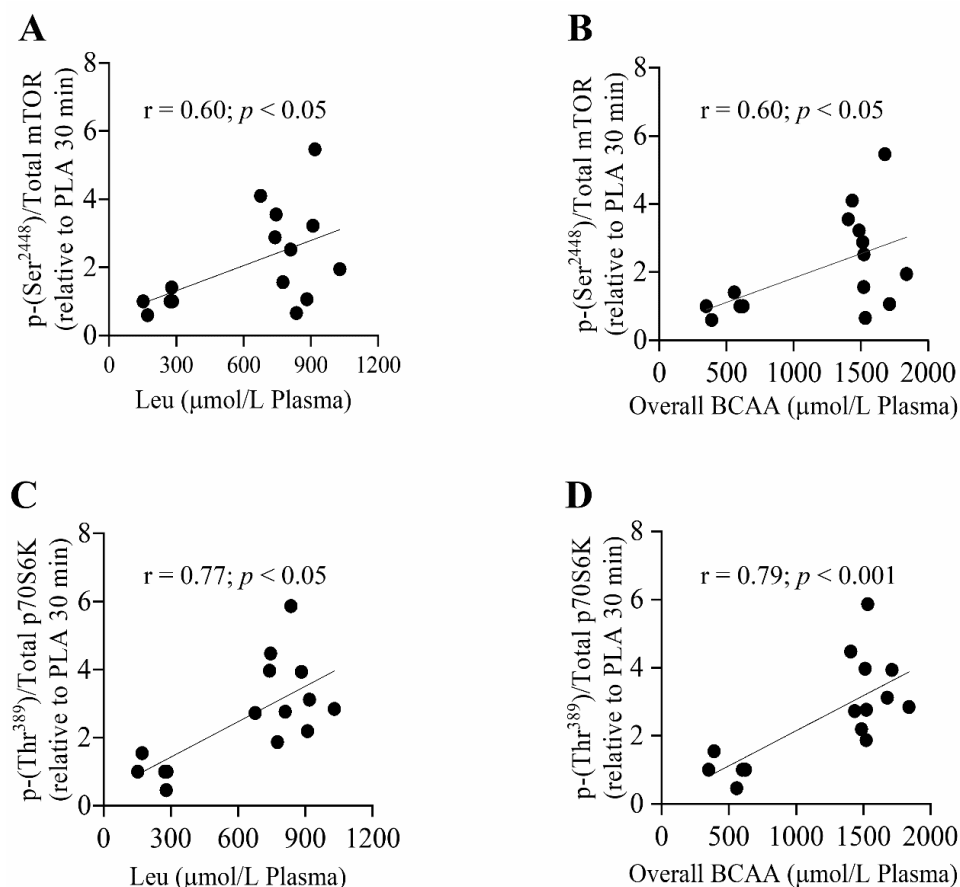 A
p-(Ser²⁴⁴⁸)/Total mTOR
(relative to PLA 30 min)
8
6
4
2
0
r = 0.60; p < 0.05
0 300 600 900 1200
Leu (μmol/L Plasma)
B
p-(Ser²⁴⁴⁸)/Total mTOR
(relative to PLA 30 min)
8
6
4
2
0
r = 0.60; p < 0.05
0 500 1000 1500 2000
Overall BCAA (μmol/L Plasma)
C
p-(Thr³⁸⁹)/Total p70S6K
(relative to PLA 30 min)
8
6
4
2
0
r = 0.77; p < 0.05
0 300 600 900 1200
Leu (μmol/L Plasma)
D
p-(Thr³⁸⁹)/Total p70S6K
(relative to PLA 30 min)
8
6
4
2
0
r = 0.79; p < 0.001
0 500 1000 1500 2000
Overall BCAA (μmol/L Plasma)